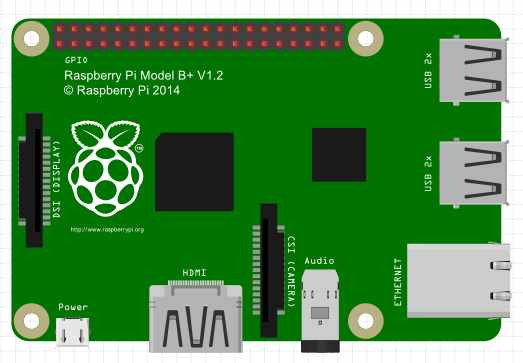 GPIO
Raspberry Pi Model B+ V1.2
© Raspberry Pi 2014
USB 2x
DSI (DISPLAY)
TM
USB 2x
http://www.raspberrypi.org
CSI (CAMERA)
Audio
ETHERNET
HDMI
Power